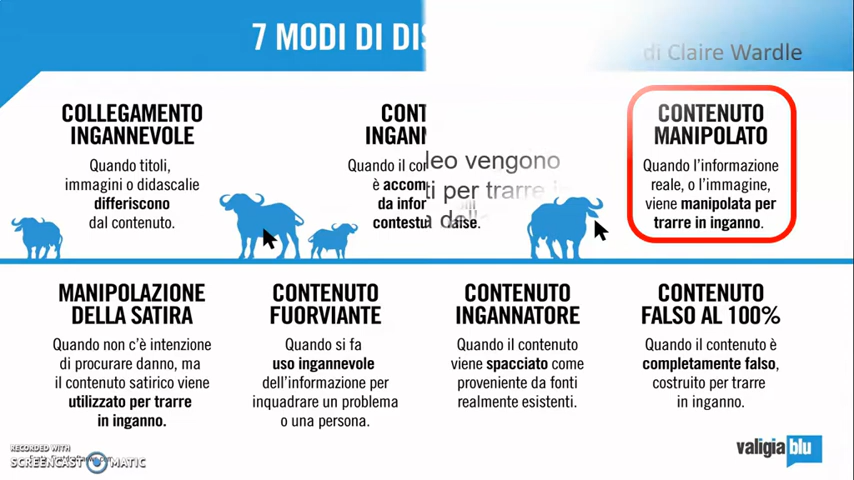 7 MODI DI DIS
di Claire Wardle
COLLEGAMENTO
INGANNEVOLE
Quando titoli,
immagini o didascalie
differiscono
dal contenuto.
CONT
INGAN
Quando il con
è accom
da infor
contestu false.
deo vengono
ti per trarre i
CONTENUTO
MANIPOLATO
Quando l'informazione
reale, o l'immagine,
viene manipolata per
trarre in inganno.
MANIPOLAZIONE
DELLA SATIRA
Quando non c'è intenzione
di procurare danno, ma
il contenuto satirico viene
utilizzato per trarre
in inganno.
CONTENUTO
FUORVIANTE
Quando si fa
uso ingannevole
dell'informazione per
inquadrare un problema
o una persona.
CONTENUTO
INGANNATORE
Quando il contenuto
viene spacciato come
proveniente da fonti
realmente esistenti.
CONTENUTO
FALSO AL 100%
Quando il contenuto è
completamente falso,
costruito per trarre
in inganno.
RECORDED WITH
SCREENCAST MATIC
valigia blu